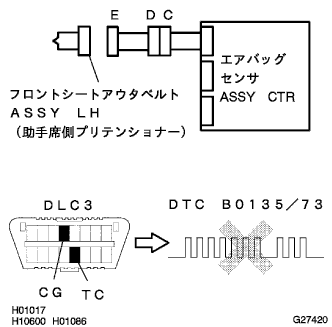 E D C
エアバッグ
センサ
ASSY CTR
フロントシートアウタベルト
ASSY LH
（助手席側プリテンショナー）
DLC3
DTC B0135/73
CG TC
H01017
H10600 H01086
G27420